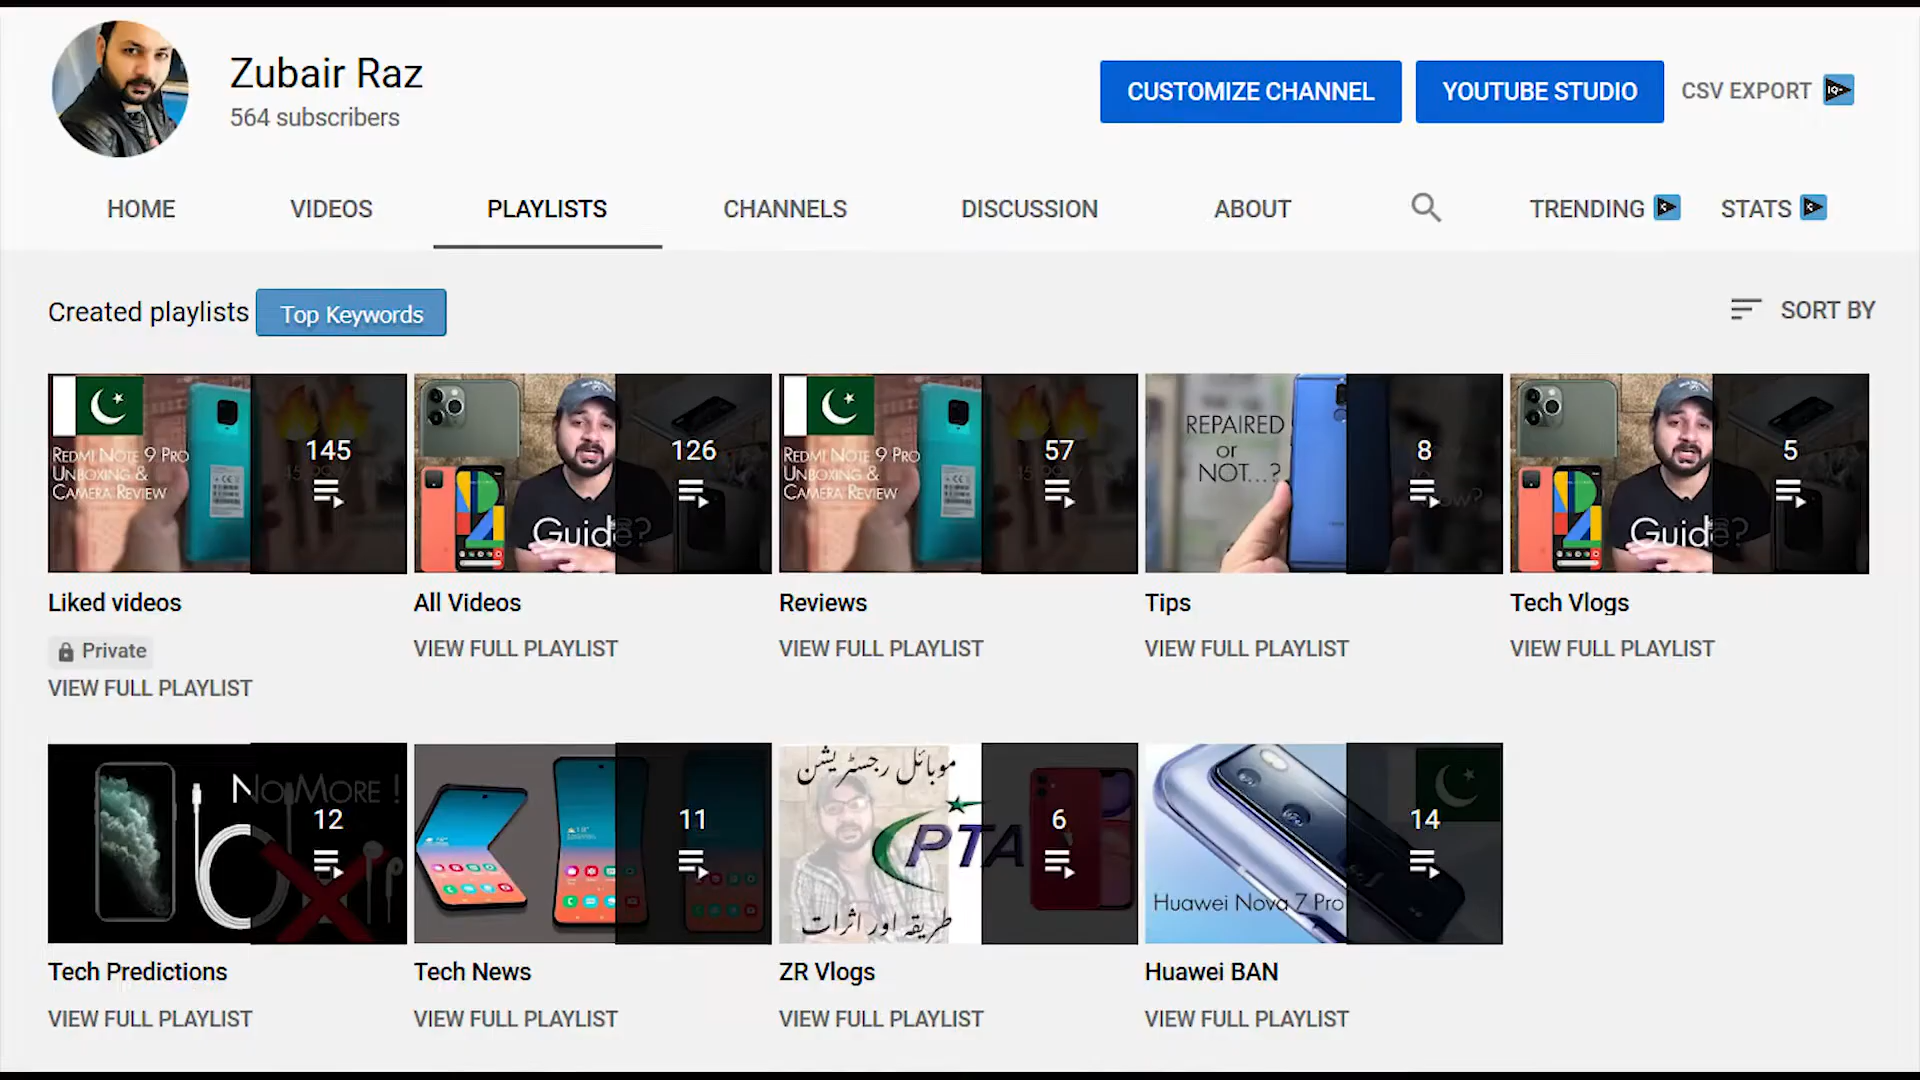 Zubair Raz
564 subscribers
CUSTOMIZE CHANNEL
YOUTUBE STUDIO
CSV EXPORT
HOME
VIDEOS
PLAYLISTS
CHANNELS
DISCUSSION
ABOUT
TRENDING
STATS
Created playlists
Top Keywords
SORT BY
REDMI NOTE 9 PRO
UNBOXING &
CAMERA REVIEW
145
Guide?
126
REDMI NOTE 9 PRO
UNBOXING &
CAMERA REVIEW
57
REPAIRED
or
NOT...?
8
Guide?
5
Liked videos
All Videos
Reviews
Tips
Tech Vlogs
Private
VIEW FULL PLAYLIST
VIEW FULL PLAYLIST
VIEW FULL PLAYLIST
VIEW FULL PLAYLIST
VIEW FULL PLAYLIST
NO MORE !
12
11
موبائل رجسٹریشن
PTA
طریقہ اور اثرات
6
Huawei Nova 7 Pro
14
Tech Predictions
Tech News
ZR Vlogs
Huawei BAN
VIEW FULL PLAYLIST
VIEW FULL PLAYLIST
VIEW FULL PLAYLIST
VIEW FULL PLAYLIST